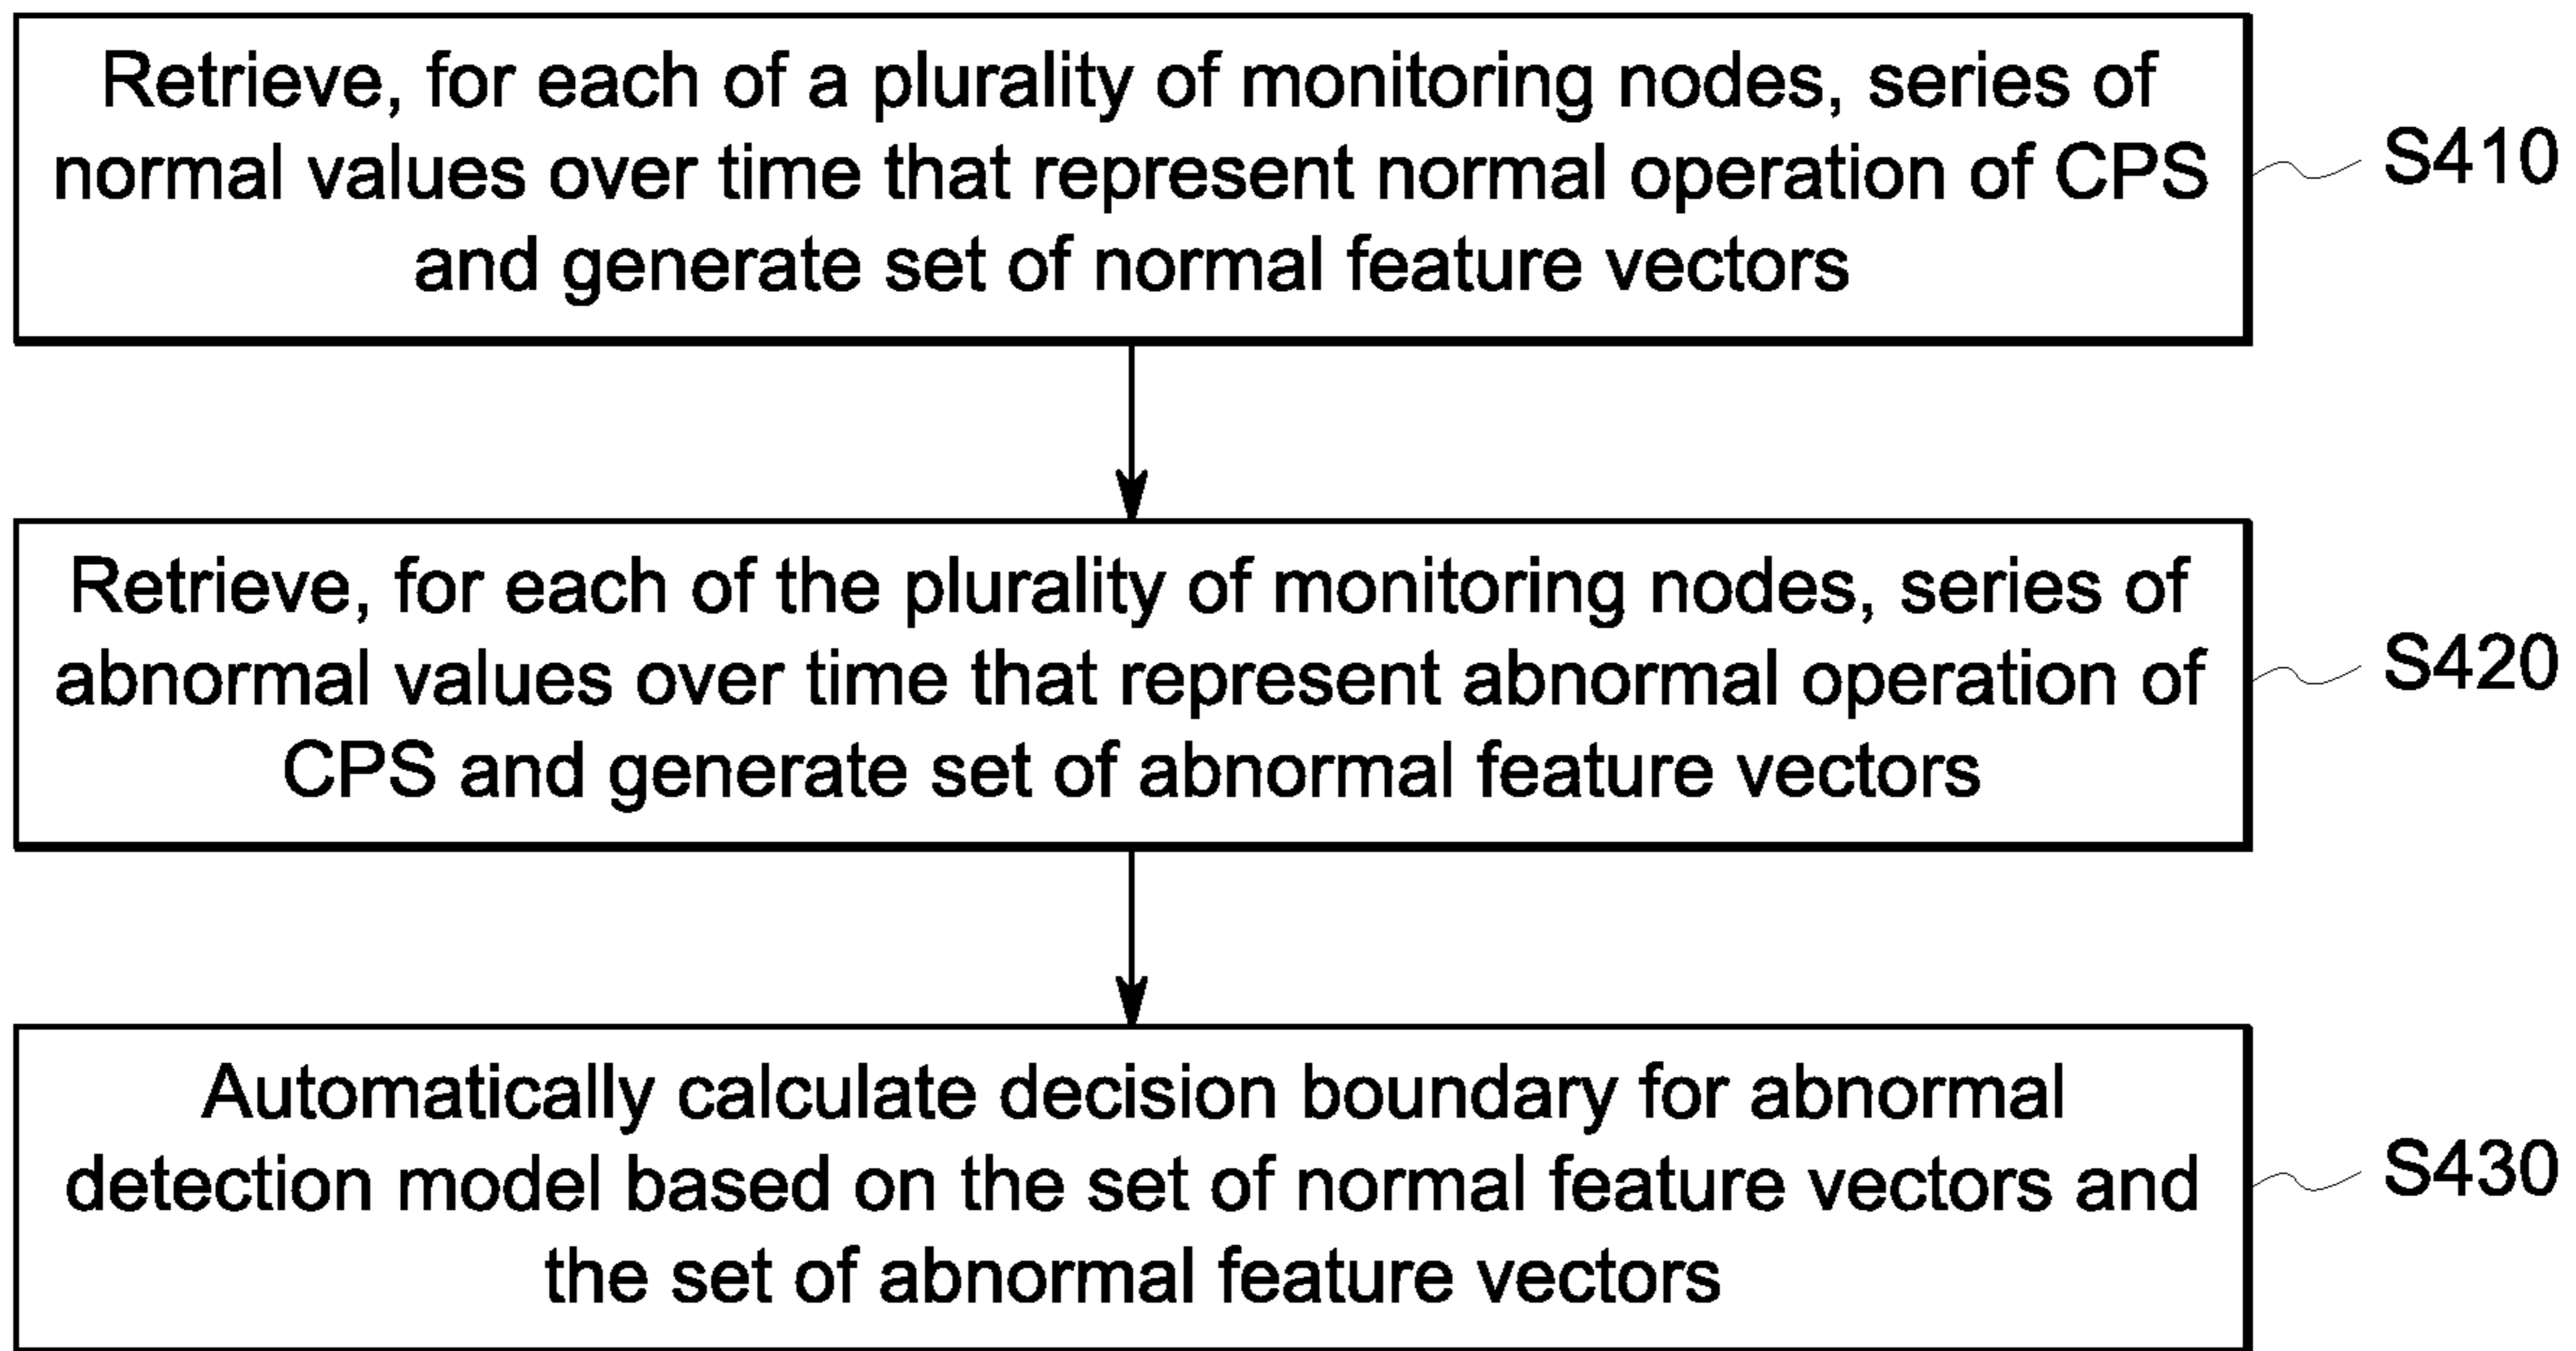 Retrieve, for each of a plurality of monitoring nodes, series of
normal values over time that represent normal operation of CPS
and generate set of normal feature vectors
S410
Retrieve, for each of the plurality of monitoring nodes, series of
abnormal values over time that represent abnormal operation of
CPS and generate set of abnormal feature vectors
S420
Automatically calculate decision boundary for abnormal
detection model based on the set of normal feature vectors and
the set of abnormal feature vectors
S430